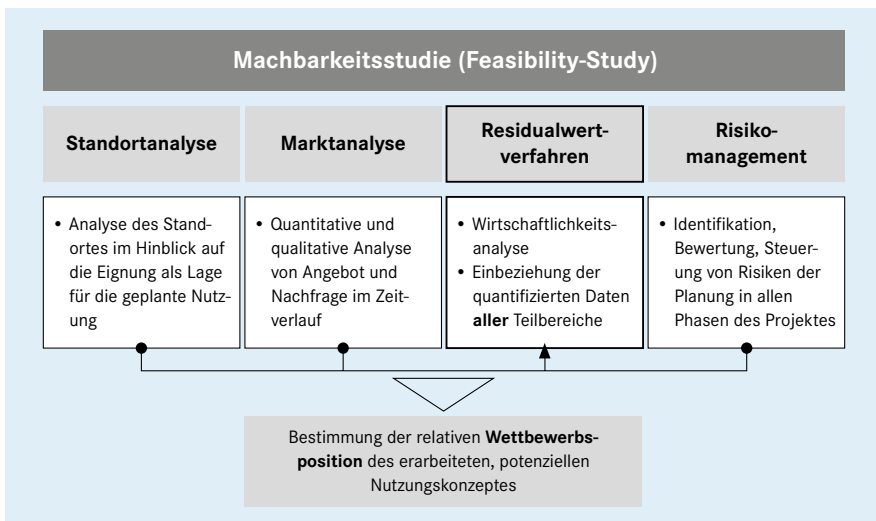 Machbarkeitsstudie (Feasibility-Study)
Standortanalyse
• Analyse des Stand-
ortes im Hinblick auf
die Eignung als Lage
für die geplante Nutz-
ung
Marktanalyse
• Quantitative und
qualitative Analyse
von Angebot und
Nachfrage im Zeit-
verlauf
Residualwert-
verfahren
• Wirtschaftlichkeits-
analyse
• Einbeziehung der
quantifizierten Daten
aller Teilbereiche
Risiko-
management
• Identifikation,
Bewertung, Steuer-
ung von Risiken der
Planung in allen
Phasen des Projektes
Bestimmung der relativen Wettbewerbs-
position des erarbeiteten, potenziellen
Nutzungskonzeptes